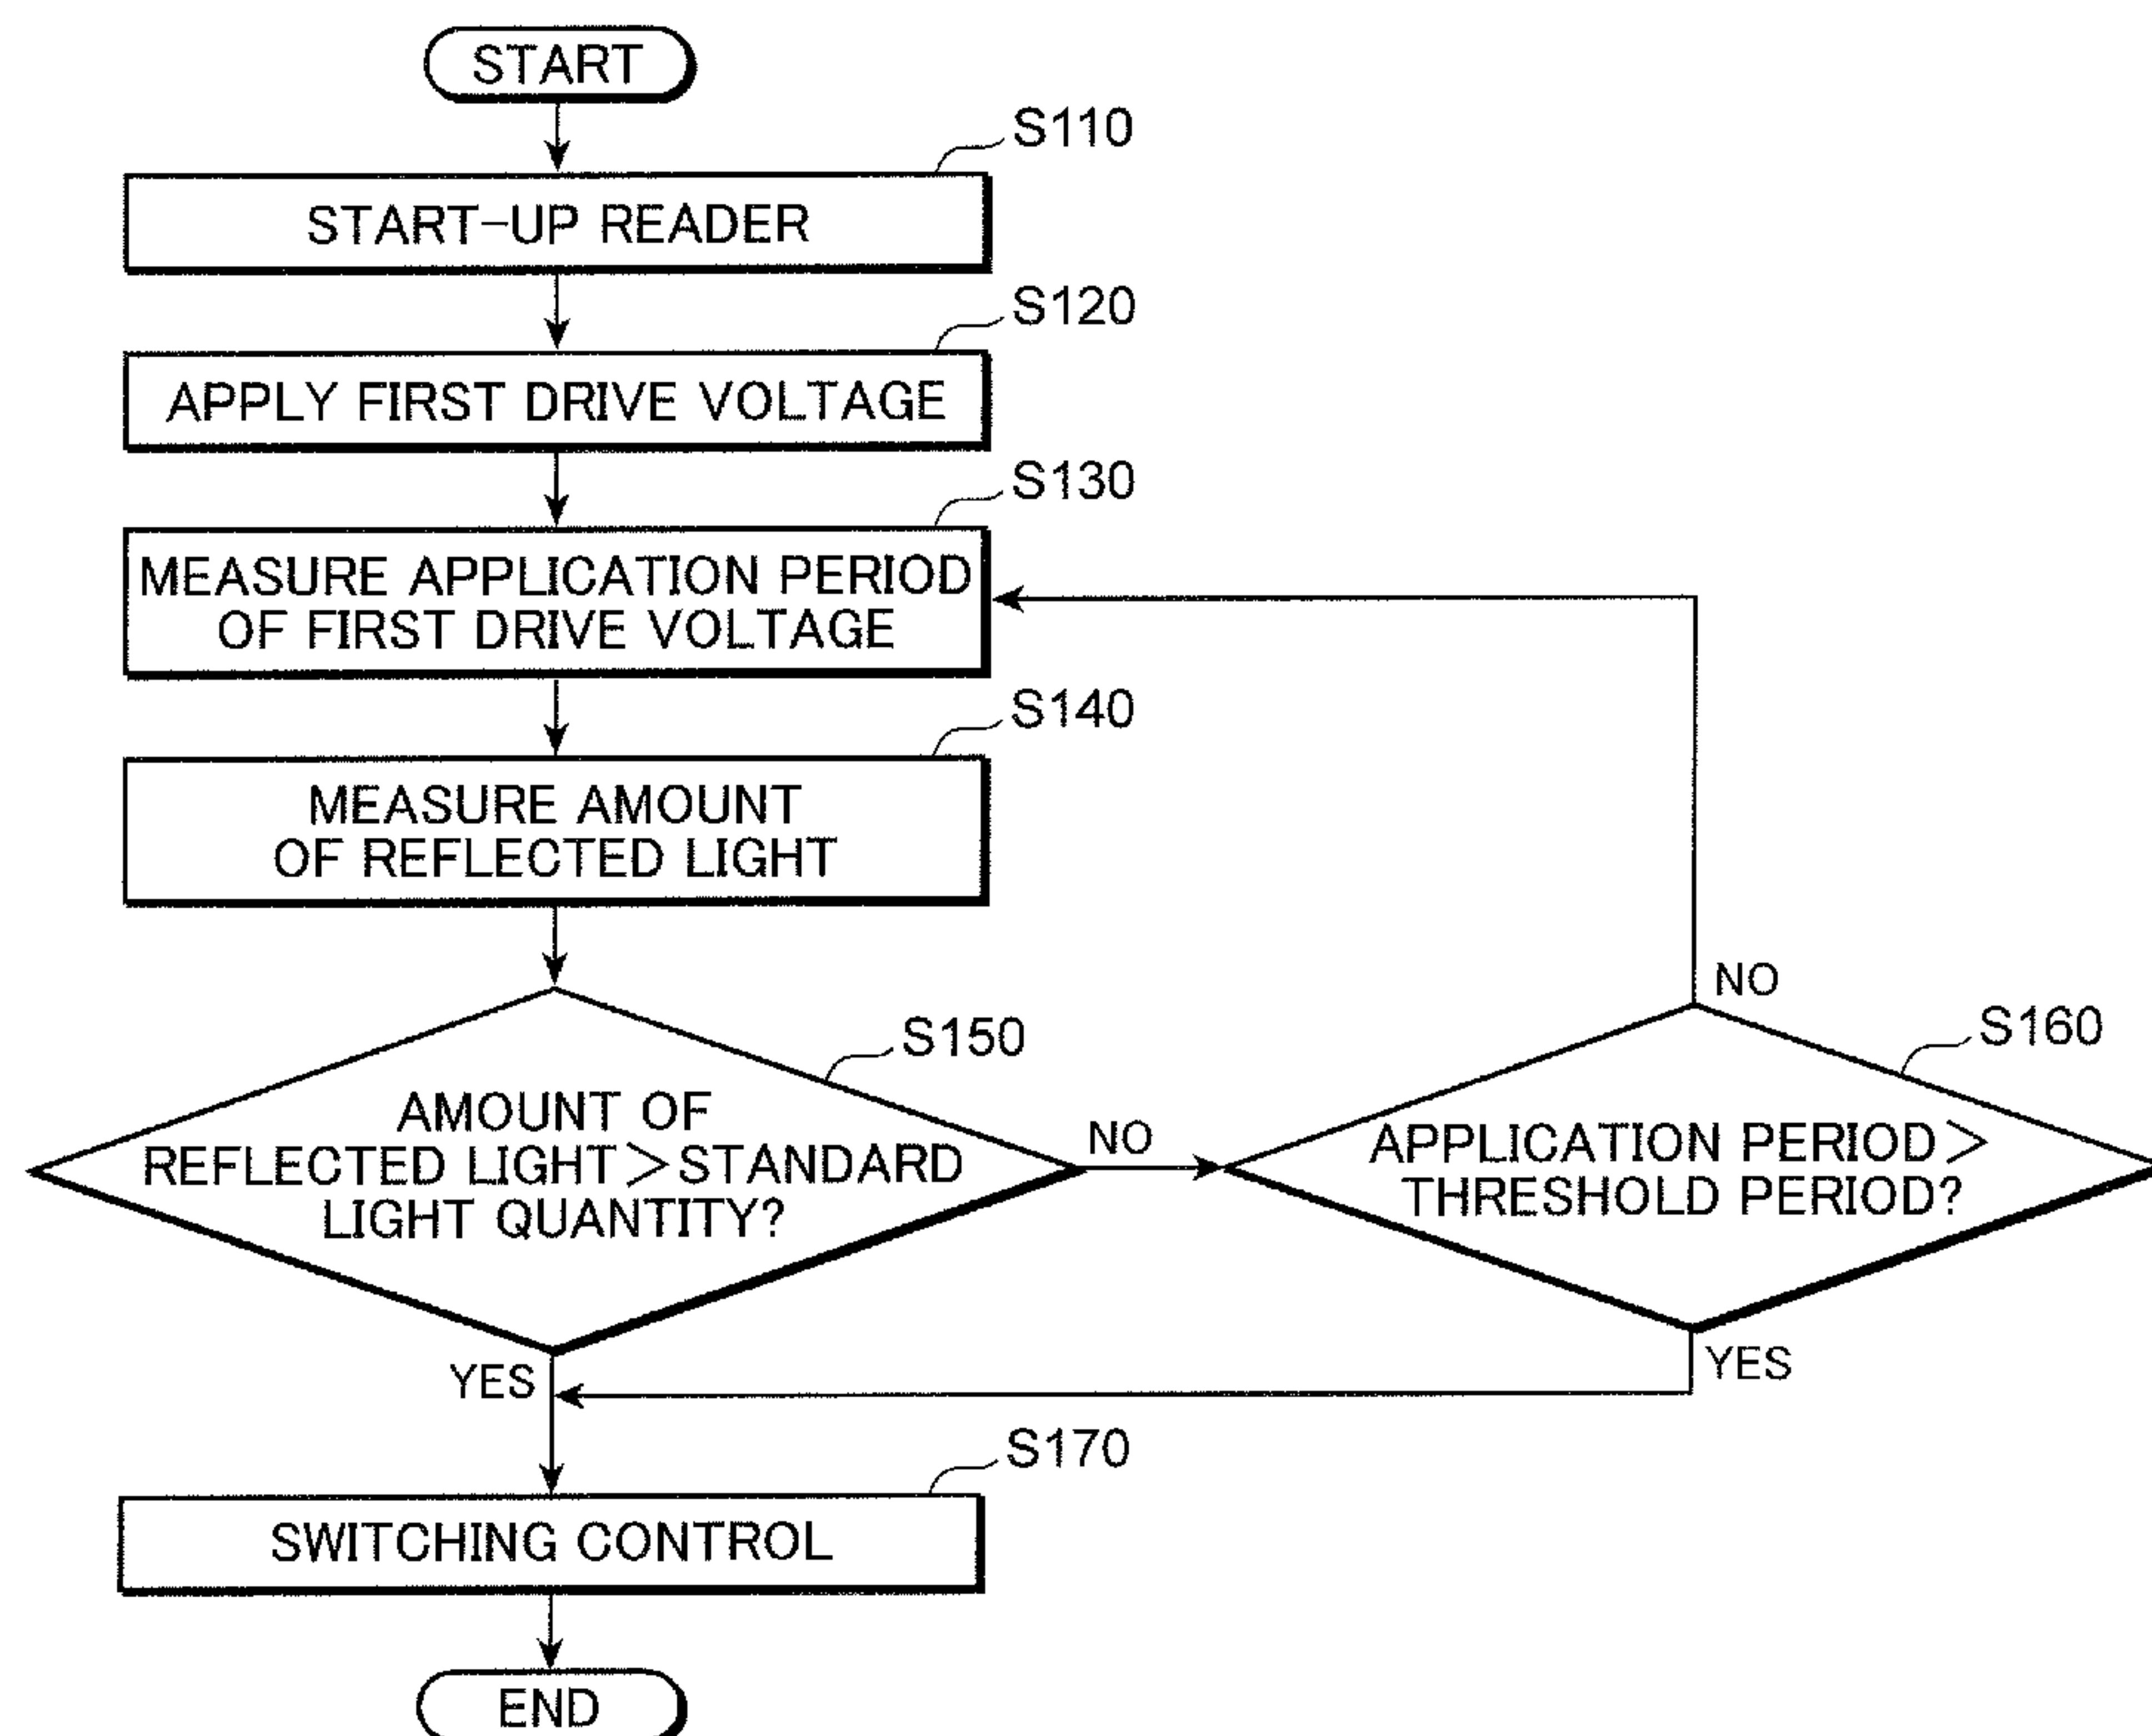 START
S110
START-UP READER
S120
APPLY FIRST DRIVE VOLTAGE
S130
MEASURE APPLICATION PERIOD
OF FIRST DRIVE VOLTAGE
S140
MEASURE AMOUNT
OF REFLECTED LIGHT
S150
AMOUNT OF
REFLECTED LIGHT>STANDARD
LIGHT QUANTITY?
NO
YES
S160
APPLICATION PERIOD>
THRESHOLD PERIOD?
NO
YES
S170
SWITCHING CONTROL
END